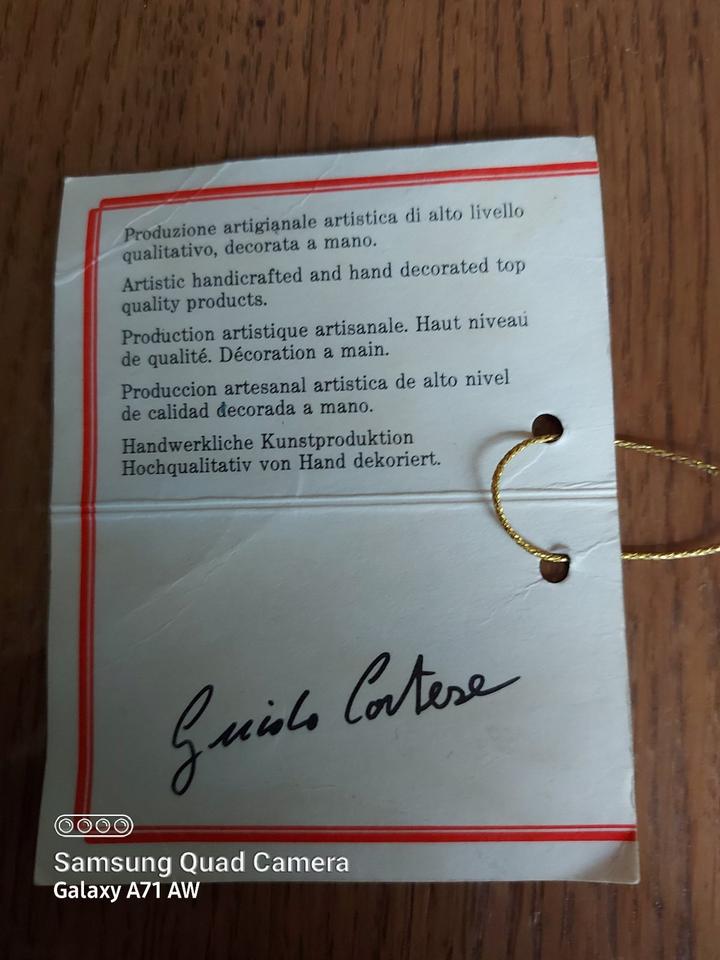 Produzione artigianale artistica di alto livello
qualitativo, decorata a mano.
Artistic handicrafted and hand decorated top
quality products.
Production artistique artisanale. Haut niveau
de qualité. Décoration a main.
Produccion artesanal artistica de alto nivel
de calidad decorada a mano.
Handwerkliche Kunstproduktion
Hochqualitativ von Hand dekoriert.
Guido Cortese
Samsung Quad Camera
Galaxy A71 AW